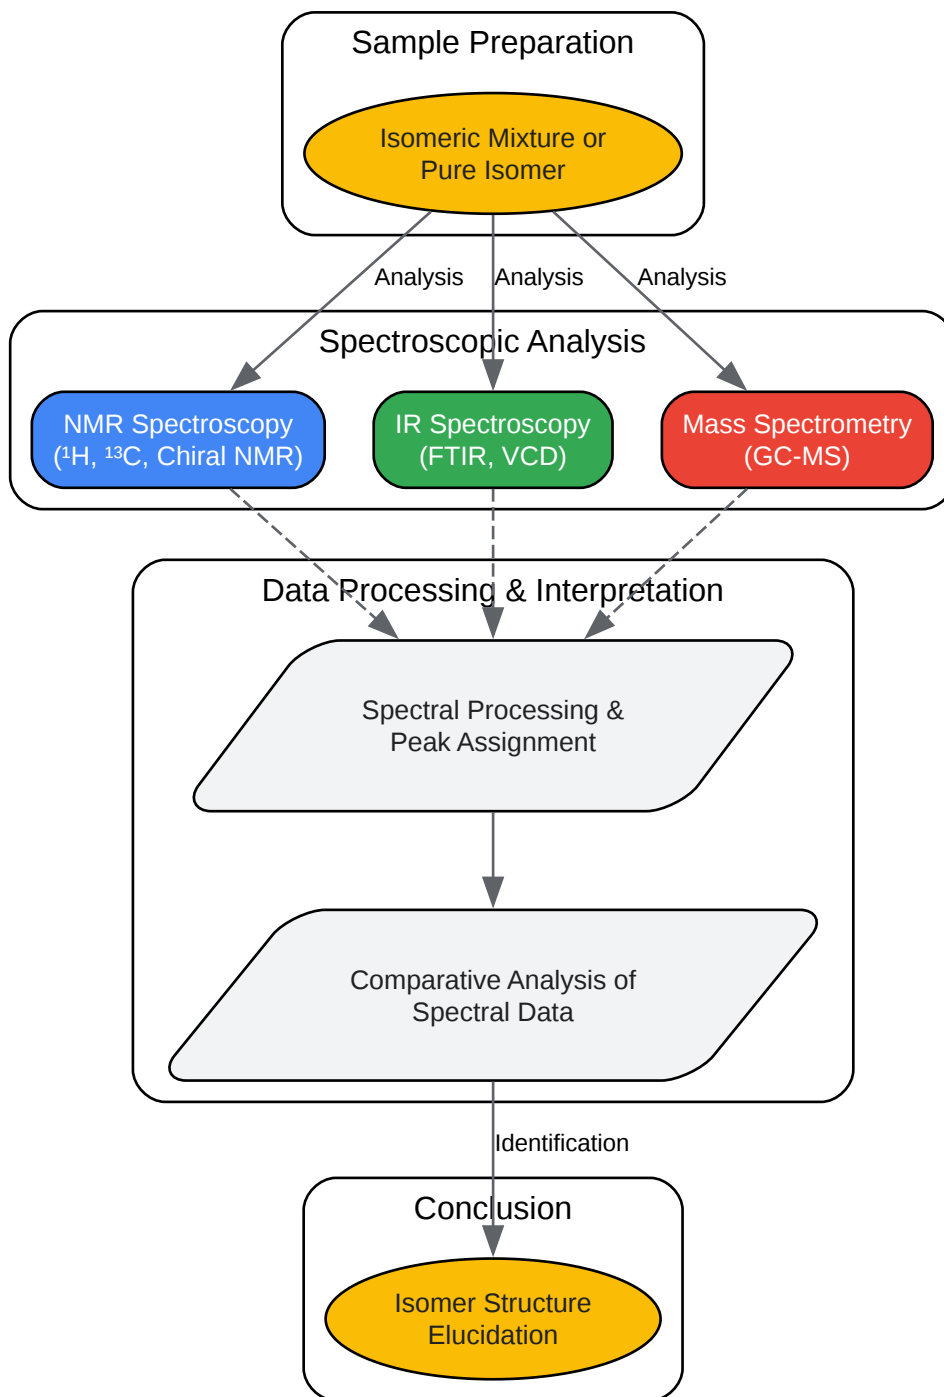 Sample Preparation
Isomeric Mixture or
Pure Isomer
Analysis
Analysis
Analysis
Spectroscopic Analysis
NMR Spectroscopy
(¹H, ¹³C, Chiral NMR)
IR Spectroscopy
(FTIR, VCD)
Mass Spectrometry
(GC-MS)
Data Processing & Interpretation
Spectral Processing &
Peak Assignment
Comparative Analysis of
Spectral Data
Identification
Conclusion
Isomer Structure
Elucidation